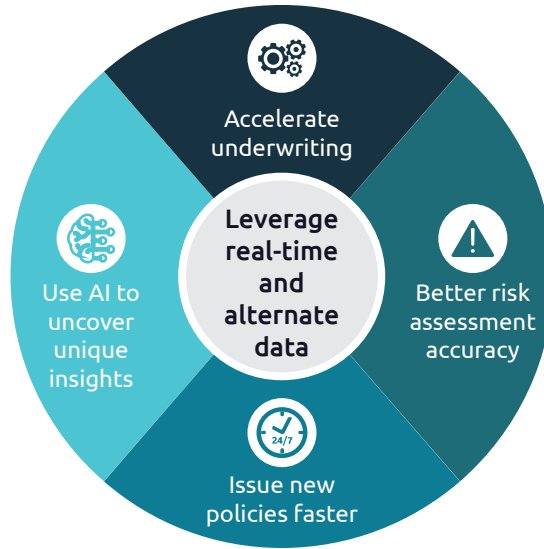 Accelerate
underwriting
Leverage
real-time
and
alternate
data
Use AI to
uncover
unique
insights
Better risk
assessment
accuracy
24/7
Issue new
policies faster